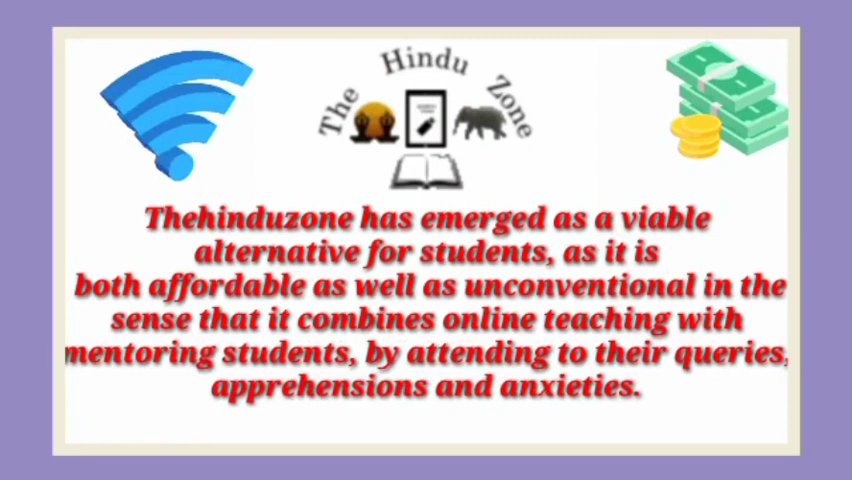 The Hindu Zone
Thehinduzone has emerged as a viable
alternative for students, as it is
both affordable as well as unconventional in the
sense that it combines online teaching with
mentoring students, by attending to their queries,
apprehensions and anxieties.